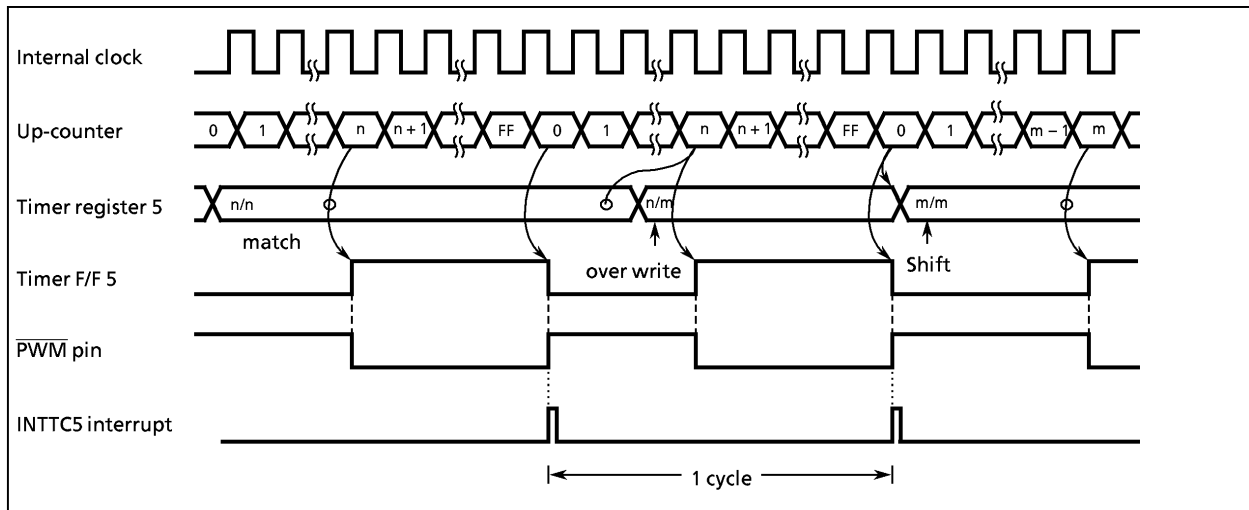 Internal clock
Up-counter 0 1 n n + 1 FF 0 1 n n + 1 FF 0 1 m − 1 m
Timer register 5 n/n n/m m/m
match over write Shift
Timer F/F 5
PWM pin
INTTC5 interrupt
1 cycle